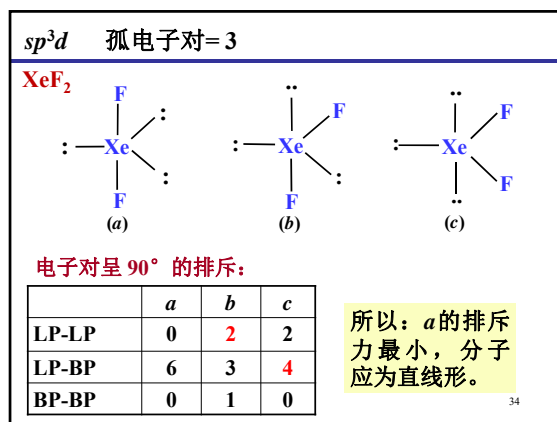 sp³d 孤电子对= 3
XeF₂
F
:
: Xe
:
F
(a)
..
F
: Xe
:
F
(b)
..
F
: Xe
F
..
(c)
电子对呈 90° 的排斥：
a b c
LP-LP 0 2 2
LP-BP 6 3 4
BP-BP 0 1 0
所以：a的排斥
力最小，分子
应为直线形。
34